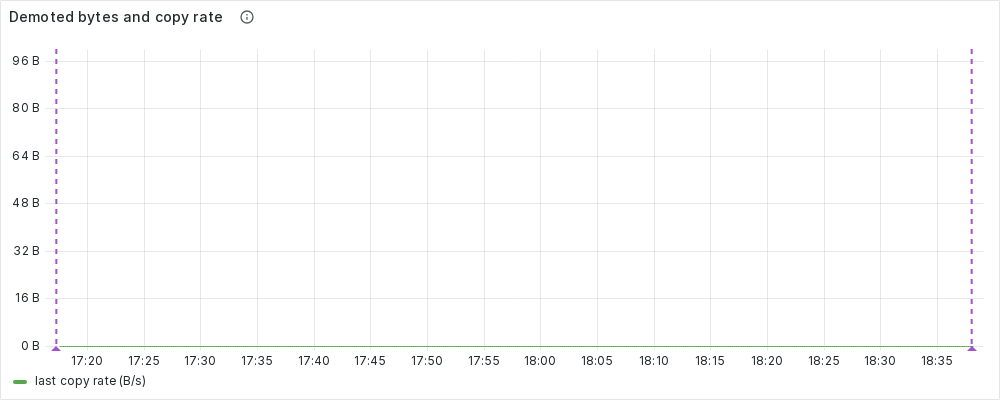 Demoted bytes and copy rate
96 B
80 B
64 B
48 B
32 B
16 B
0 B
17:20 17:25 17:30 17:35 17:40 17:45 17:50 17:55 18:00 18:05 18:10 18:15 18:20 18:25 18:30 18:35
last copy rate (B/s)